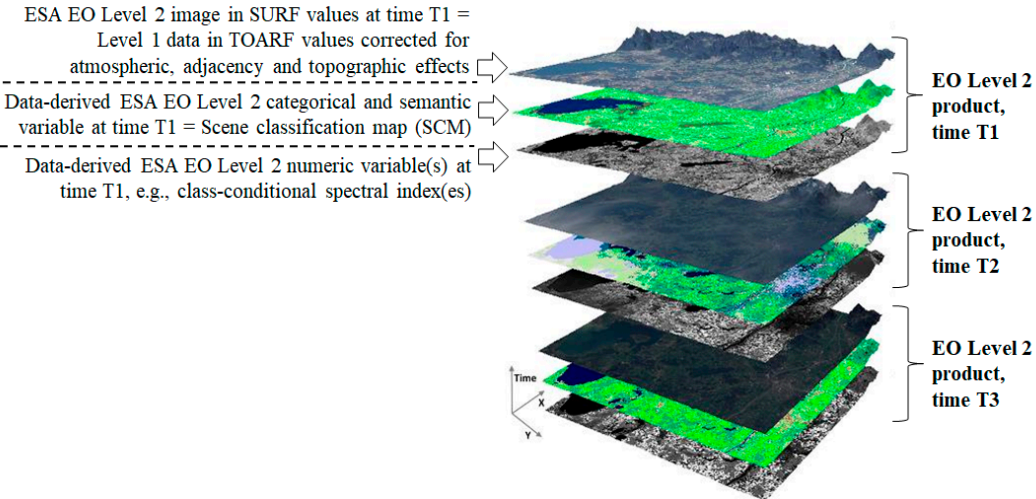 ESA EO Level 2 image in SURF values at time T1 =
Level 1 data in TOARF values corrected for
atmospheric, adjacency and topographic effects
Data-derived ESA EO Level 2 categorical and semantic
variable at time T1 = Scene classification map (SCM)
Data-derived ESA EO Level 2 numeric variable(s) at
time T1, e.g., class-conditional spectral index(es)
EO Level 2
product,
time T1
EO Level 2
product,
time T2
EO Level 2
product,
time T3
Time
X
Y